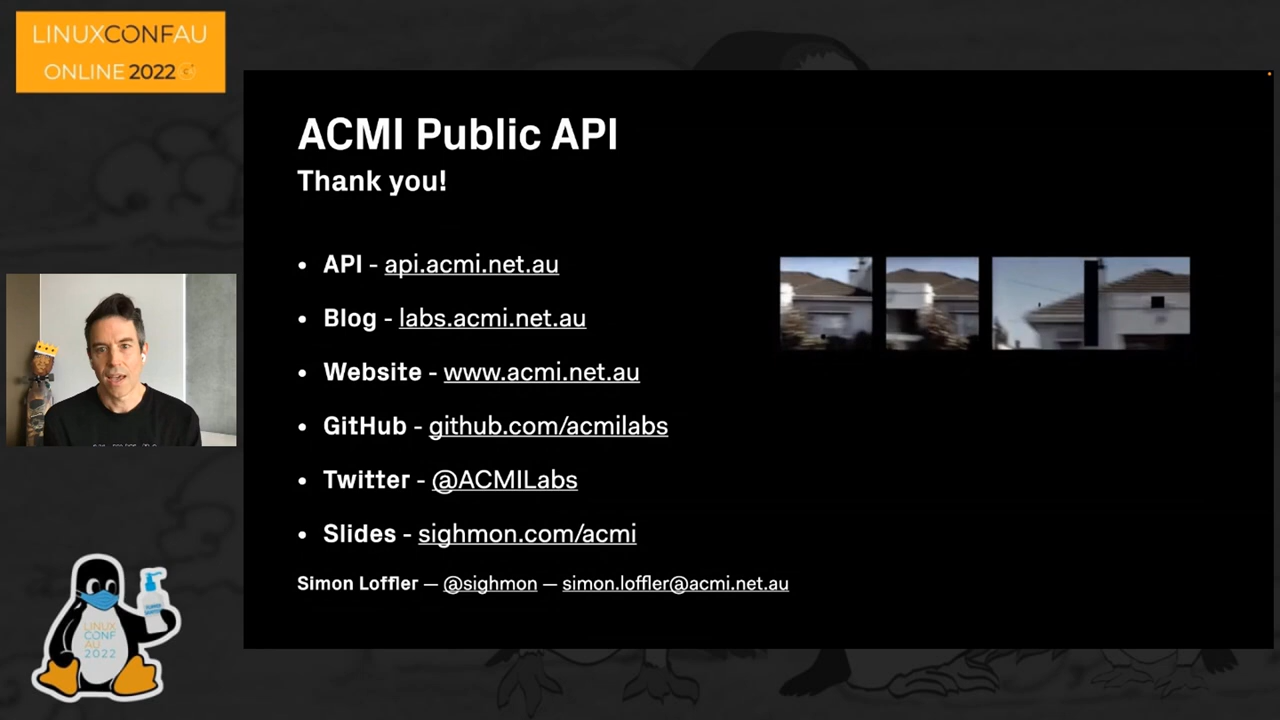 LINUXCONFAU
ONLINE 2022
ACMI Public API
Thank you!
• API - api.acmi.net.au
• Blog - labs.acmi.net.au
• Website - www.acmi.net.au
• GitHub - github.com/acmilabs
• Twitter - @ACMILabs
• Slides - sighmon.com/acmi
Simon Loffler — @sighmon — simon.loffler@acmi.net.au
LINUX
CONF
AU
2022